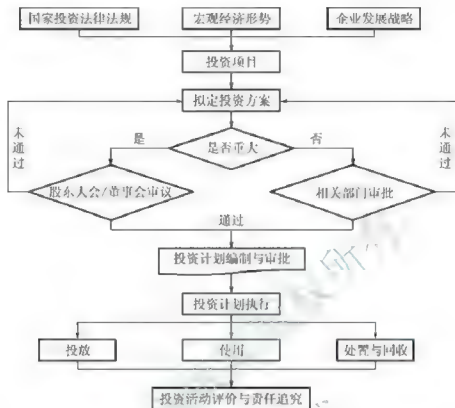 国家投资法律法规
宏观经济形势
企业发展战略
投资项目
拟定投资方案
未通过
是
是否重大
否
未通过
股东大会/董事会审议
相关部门审批
通过
投资计划编制与审批
投资计划执行
投放
使用
处置与回收
投资活动评价与责任追究